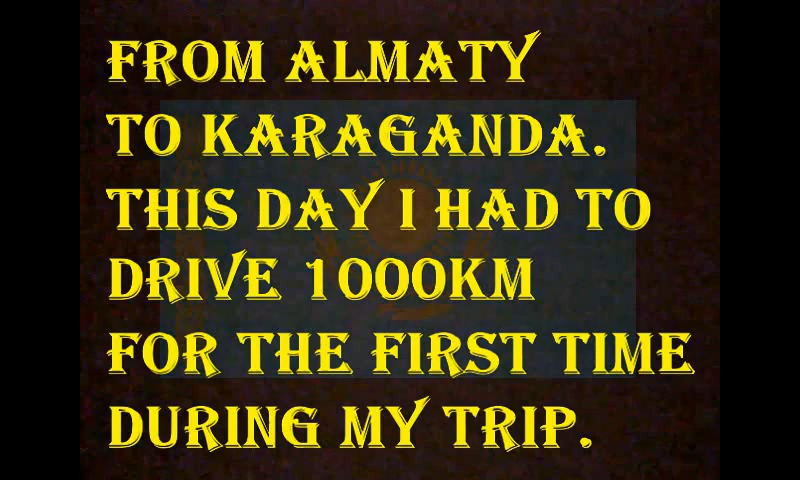 FROM ALMATY
TO KARAGANDA.
THIS DAY I HAD TO
DRIVE 1000KM
FOR THE FIRST TIME
DURING MY TRIP.